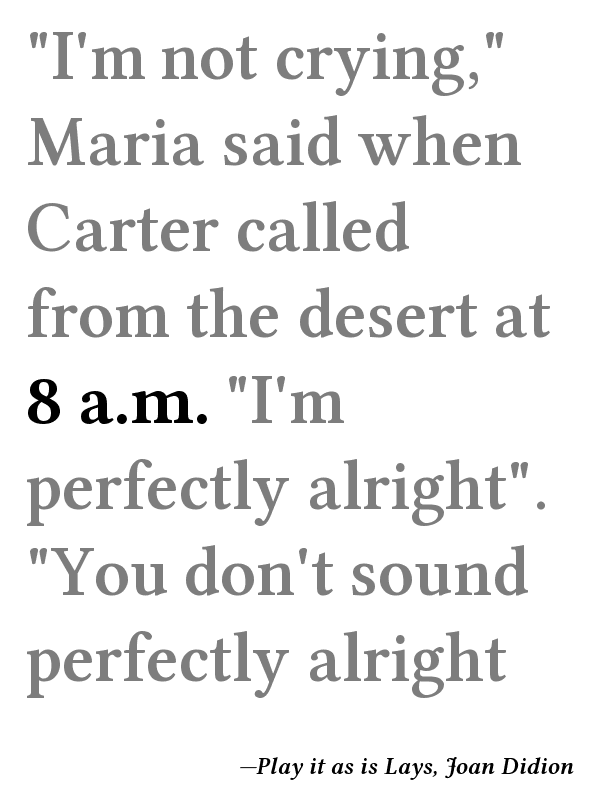 "I'm not crying,"
Maria said when
Carter called
from the desert at
8 a.m. "I'm
perfectly alright".
"You don't sound
perfectly alright
—Play it as is Lays, Joan Didion